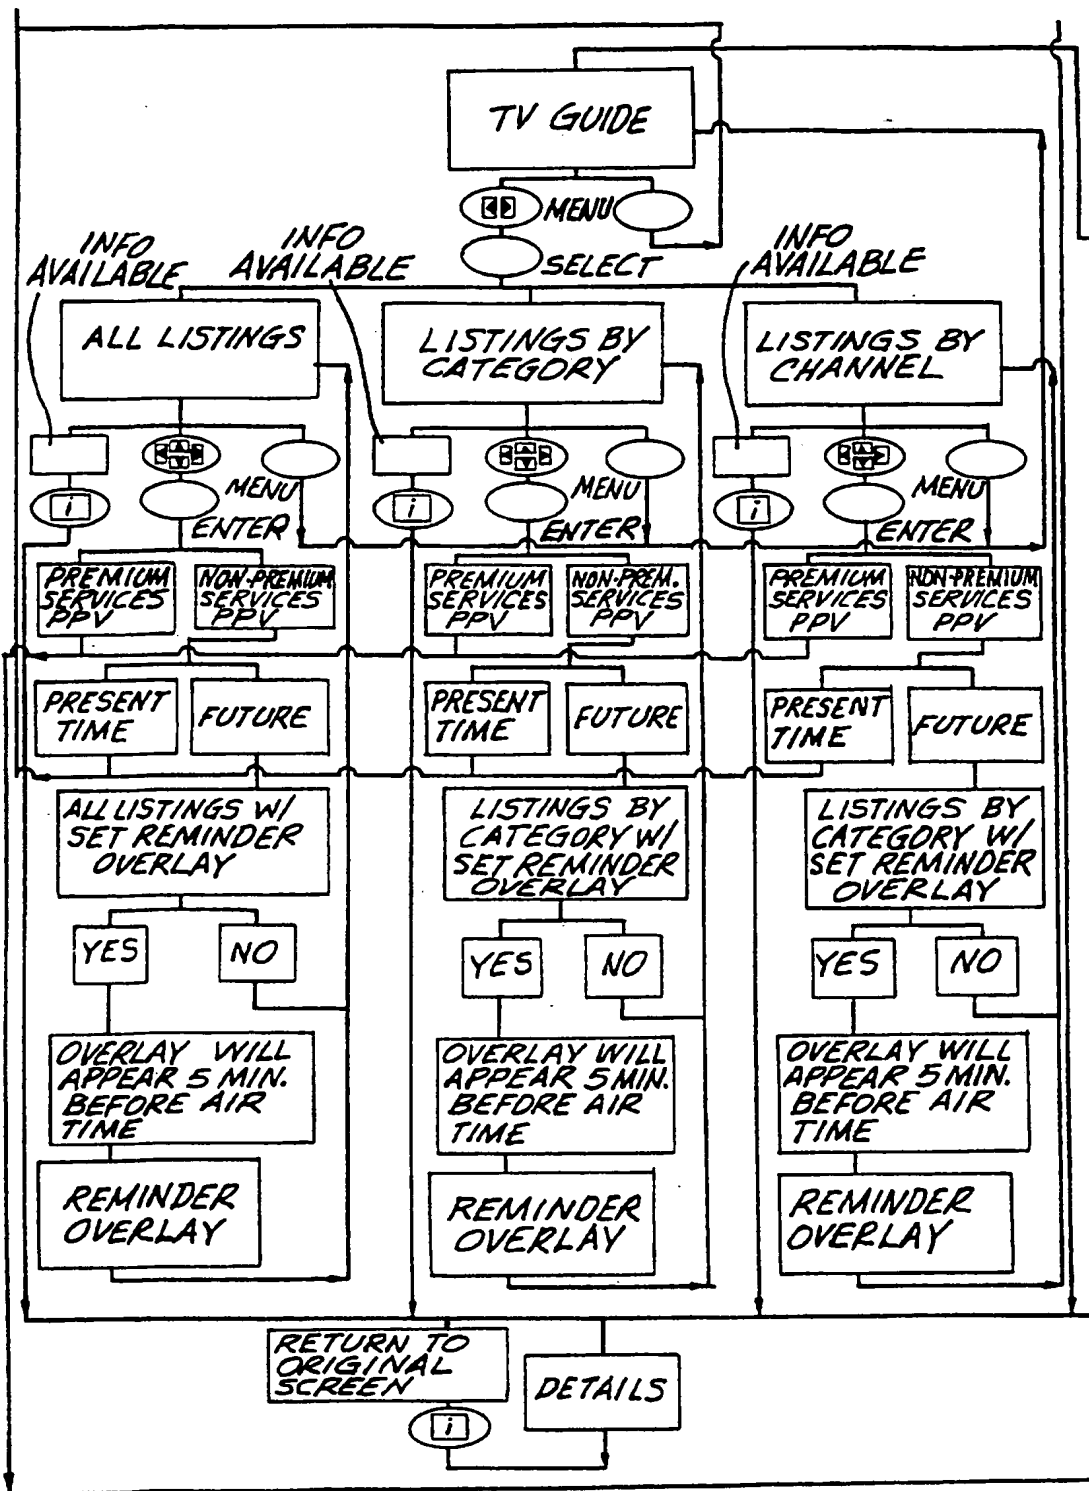 TV GUIDE
MENU
SELECT
INFO
AVAILABLE
INFO
AVAILABLE
INFO
AVAILABLE
ALL LISTINGS
LISTINGS BY
CATEGORY
LISTINGS BY
CHANNEL
i
MENU
ENTER
i
MENU
ENTER
i
MENU
ENTER
PREMIUM
SERVICES
PPV
NON-PREMIUM
SERVICES
PPV
PREMIUM
SERVICES
PPV
NON-PREM.
SERVICES
PPV
PREMIUM
SERVICES
PPV
NON-PREMIUM
SERVICES
PPV
PRESENT
TIME
FUTURE
PRESENT
TIME
FUTURE
PRESENT
TIME
FUTURE
ALL LISTINGS W/
SET REMINDER
OVERLAY
LISTINGS BY
CATEGORY W/
SET REMINDER
OVERLAY
LISTINGS BY
CATEGORY W/
SET REMINDER
OVERLAY
YES
NO
YES
NO
YES
NO
OVERLAY WILL
APPEAR 5 MIN.
BEFORE AIR
TIME
OVERLAY WILL
APPEAR 5 MIN.
BEFORE AIR
TIME
OVERLAY WILL
APPEAR 5 MIN.
BEFORE AIR
TIME
REMINDER
OVERLAY
REMINDER
OVERLAY
REMINDER
OVERLAY
RETURN TO
ORIGINAL
SCREEN
DETAILS
i